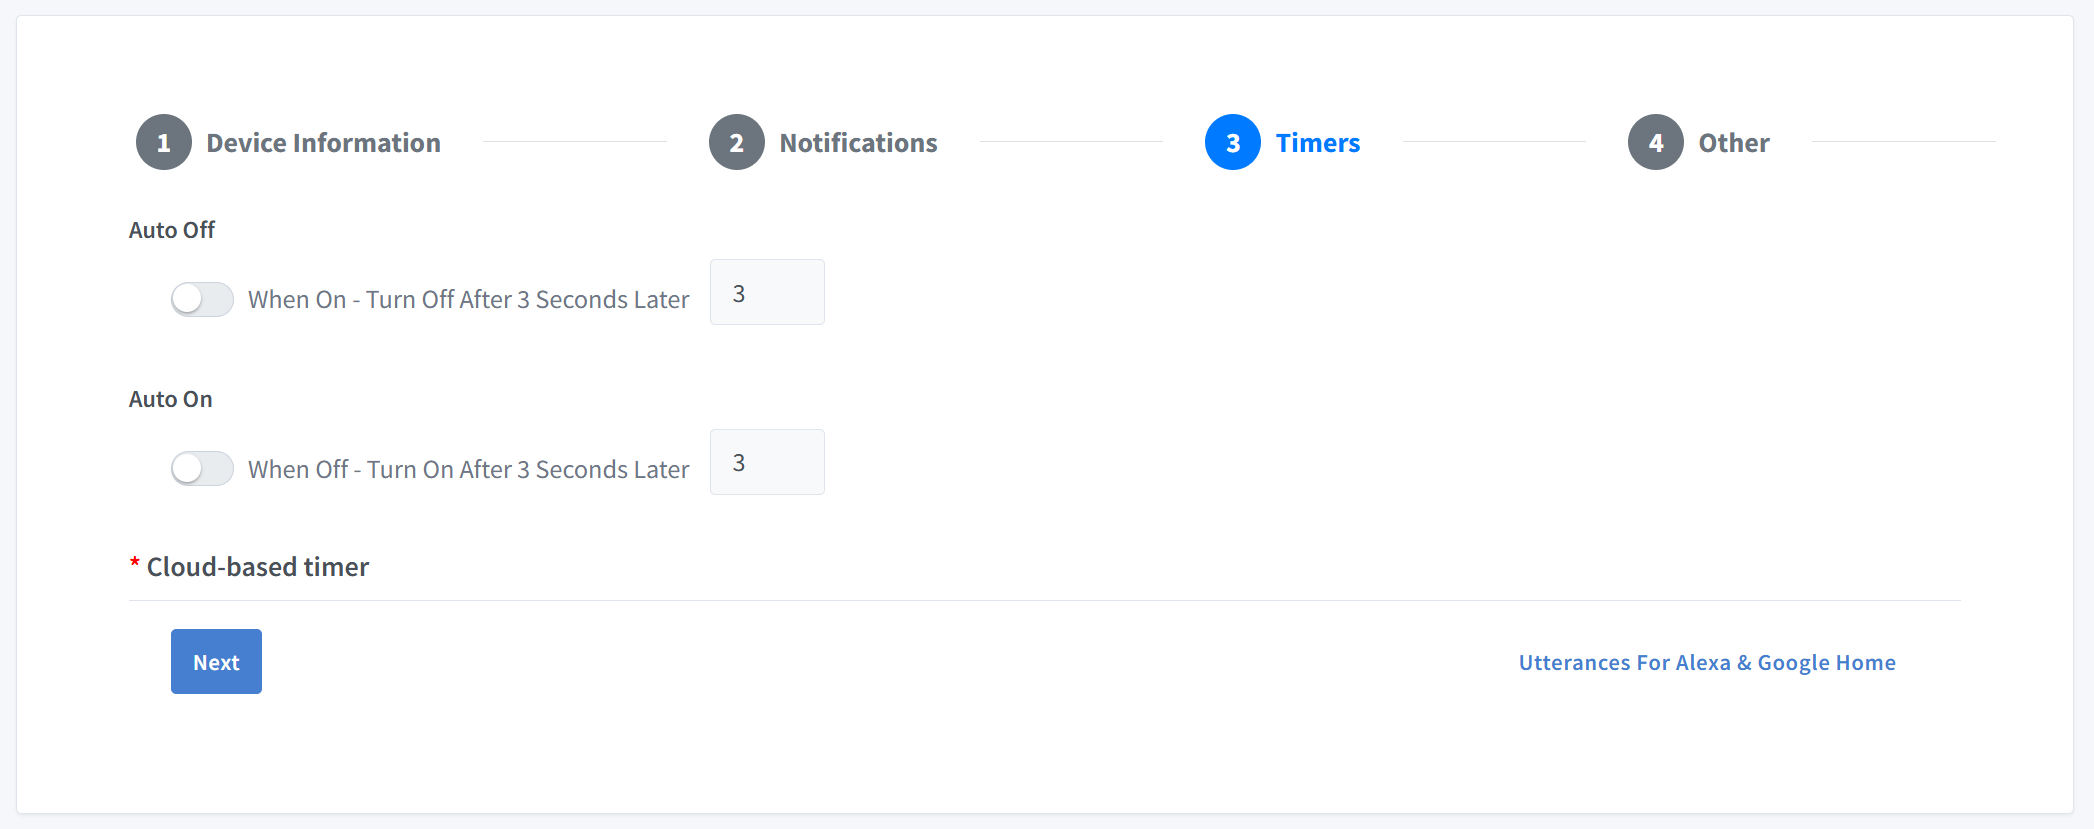 1 Device Information 2 Notifications 3 Timers 4 Other
Auto Off
When On - Turn Off After 3 Seconds Later 3
Auto On
When Off - Turn On After 3 Seconds Later 3
* Cloud-based timer
Next Utterances For Alexa & Google Home